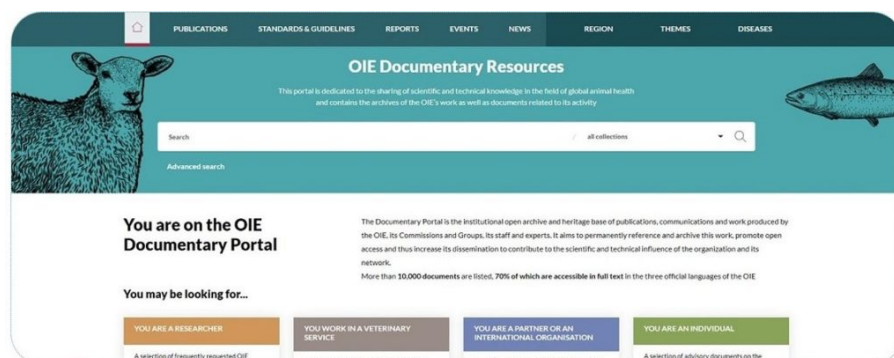 PUBLICATIONS STANDARDS & GUIDELINES REPORTS EVENTS NEWS REGION THEMES DISEASES
OIE Documentary Resources
This portal is dedicated to the sharing of scientific and technical knowledge in the field of global animal health
and contains the archives of the OIE's work as well as documents related to its activity
Search / all collections
Advanced search
You are on the OIE
Documentary Portal
The Documentary Portal is the institutional open archive and heritage base of publications, communications and work produced by
the OIE, its Commissions and Groups, its staff and experts. It aims to permanently reference and archive this work, promote open
access and thus increase its dissemination to contribute to the scientific and technical influence of the organization and its
network.
More than 10,000 documents are listed, 70% of which are accessible in full text in the three official languages of the OIE
You may be looking for...
YOU ARE A RESEARCHER
YOU WORK IN A VETERINARY
SERVICE
YOU ARE A PARTNER OR AN
INTERNATIONAL ORGANISATION
YOU ARE AN INDIVIDUAL
A selection of frequently requested OIE
A selection of advisory documents on the